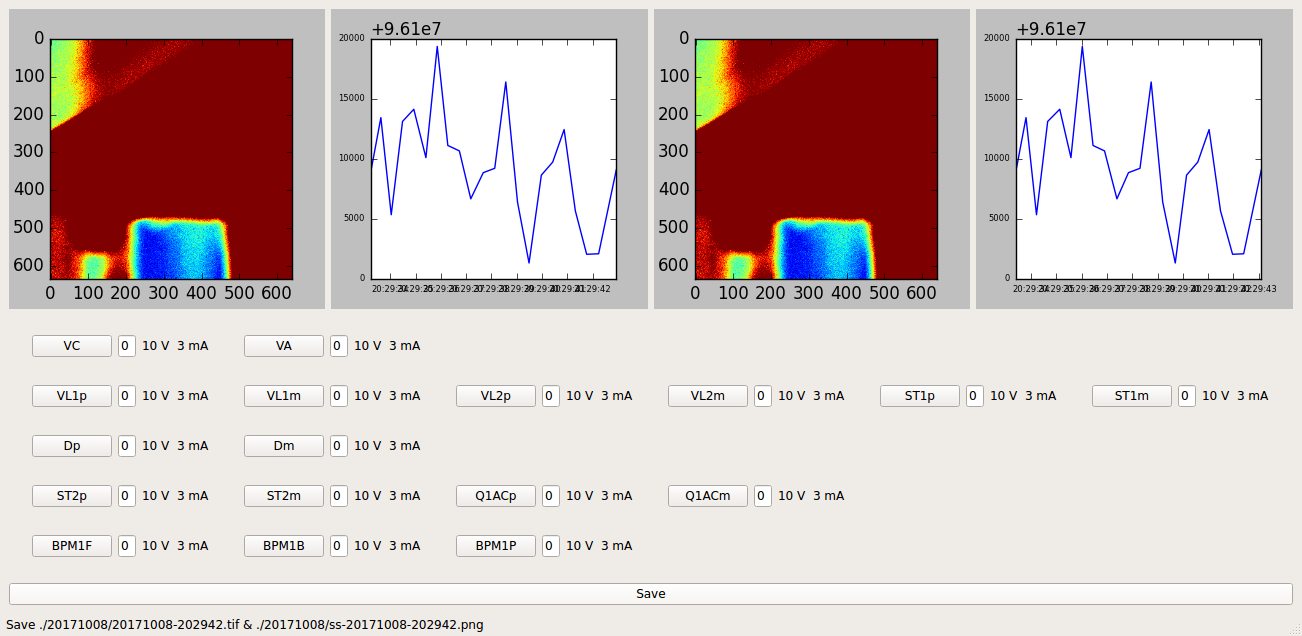 +9.61e7 +9.61e7
0 100 200 300 400 500 600
0 100 200 300 400 500 600
20000 15000 10000 5000 0
20:29:42
0 100 200 300 400 500 600
0 100 200 300 400 500 600
20000 15000 10000 5000 0
20:29:43
VC 0 10 V 3 mA VA 0 10 V 3 mA
VL1p 0 10 V 3 mA VL1m 0 10 V 3 mA VL2p 0 10 V 3 mA VL2m 0 10 V 3 mA ST1p 0 10 V 3 mA ST1m 0 10 V 3 mA
Dp 0 10 V 3 mA Dm 0 10 V 3 mA
ST2p 0 10 V 3 mA ST2m 0 10 V 3 mA Q1ACp 0 10 V 3 mA Q1ACm 0 10 V 3 mA
BPM1F 0 10 V 3 mA BPM1B 0 10 V 3 mA BPM1P 0 10 V 3 mA
Save
Save ./20171008/20171008-202942.tif & ./20171008/ss-20171008-202942.png